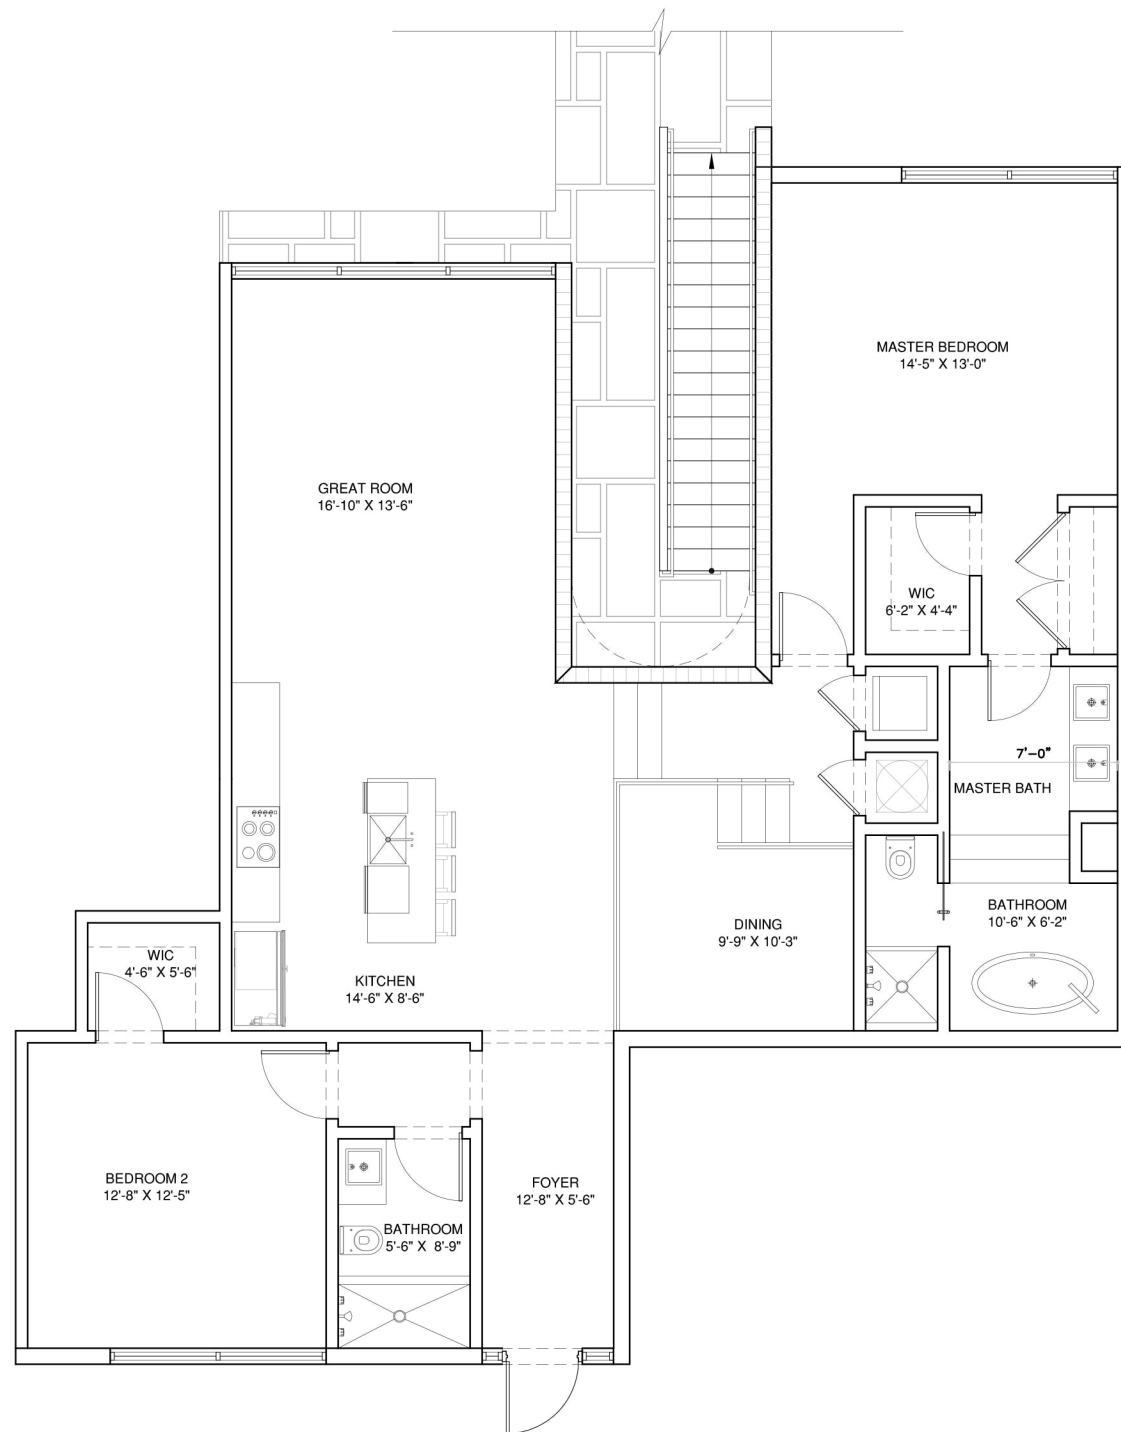 MASTER BEDROOM
14'-5" X 13'-0"
GREAT ROOM
16'-10" X 13'-6"
WIC
6'-2" X 4'-4"
7'-0"
MASTER BATH
BATHROOM
10'-6" X 6'-2"
DINING
9'-9" X 10'-3"
WIC
4'-6" X 5'-6"
KITCHEN
14'-6" X 8'-6"
BEDROOM 2
12'-8" X 12'-5"
FOYER
12'-8" X 5'-6"
BATHROOM
5'-6" X 8'-9"